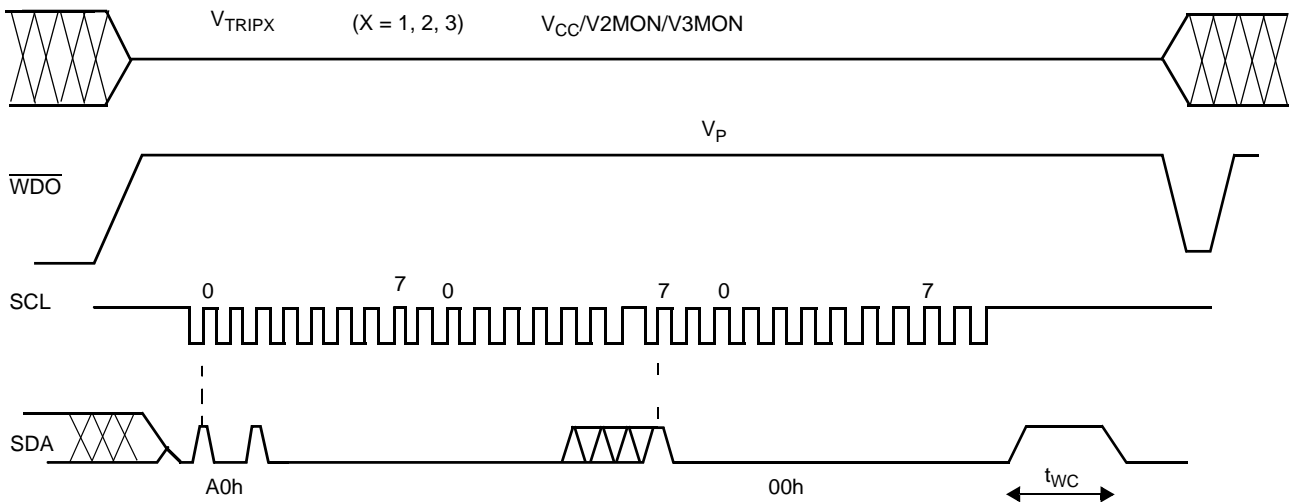 VTRIPX (X = 1, 2, 3) VCC/V2MON/V3MON
VP
WDO
0 7 0 7 0 7
SCL
SDA
A0h 00h tWC